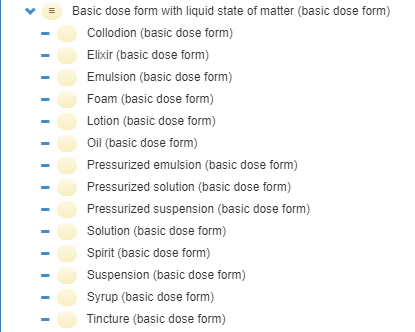 Basic dose form with liquid state of matter (basic dose form)
Collodion (basic dose form)
Elixir (basic dose form)
Emulsion (basic dose form)
Foam (basic dose form)
Lotion (basic dose form)
Oil (basic dose form)
Pressurized emulsion (basic dose form)
Pressurized solution (basic dose form)
Pressurized suspension (basic dose form)
Solution (basic dose form)
Spirit (basic dose form)
Suspension (basic dose form)
Syrup (basic dose form)
Tincture (basic dose form)